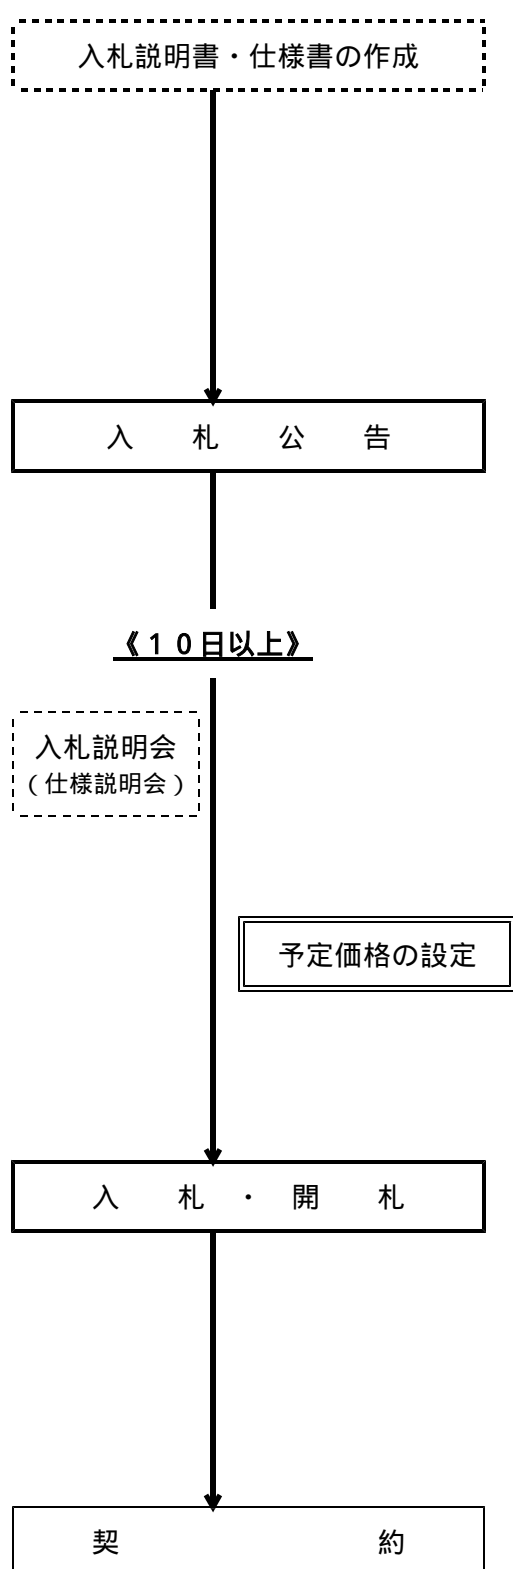 入札説明書・仕様書の作成
入　札　公　告
《１０日以上》
入札説明会
（仕様説明会）
予定価格の設定
入　札　・　開　札
契　　　　　約